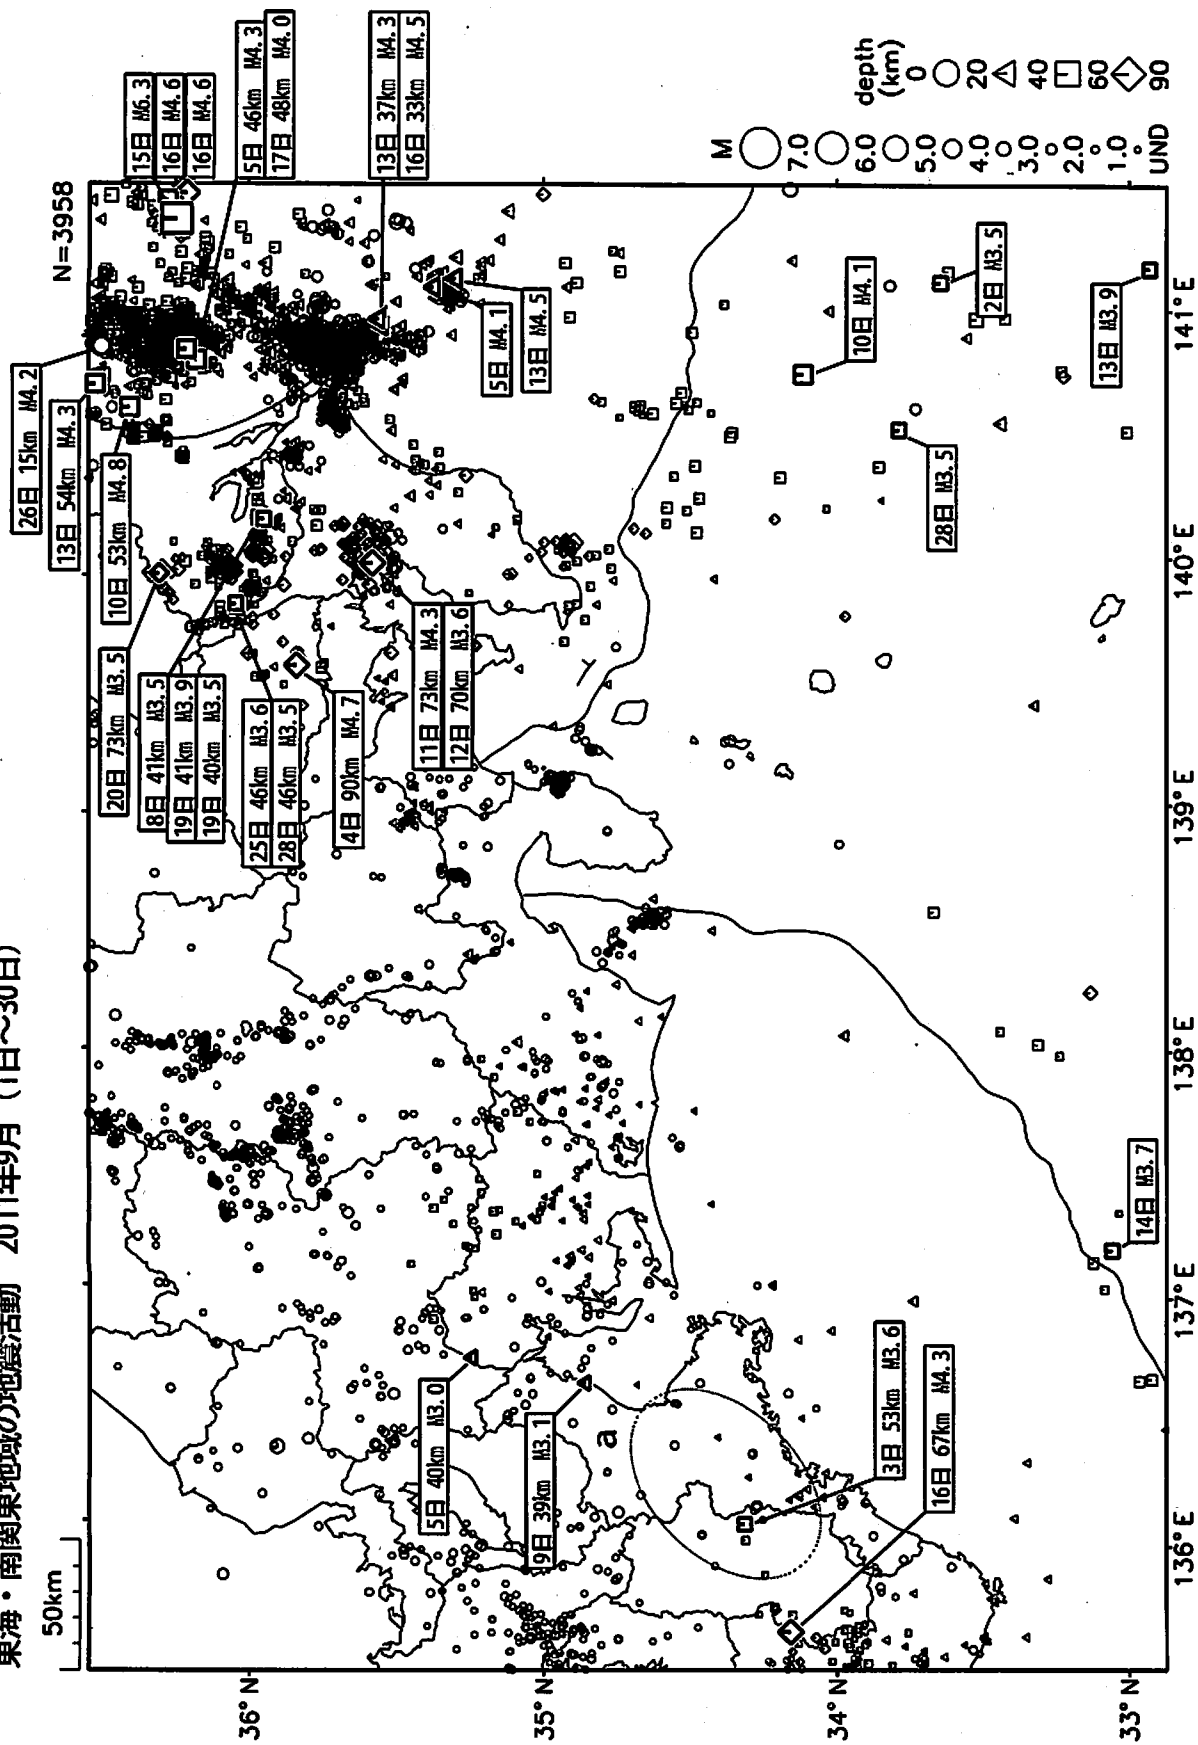 東海・南関東地域の地震活動 2011年9月（1日～30日）
50km
N=3958
26日 15km M4.2
13日 54km M4.3
10日 53km M4.8
20日 73km M3.5
8日 41km M3.5
19日 41km M3.9
19日 40km M3.5
25日 46km M3.6
28日 46km M3.5
4日 90km M4.7
11日 73km M4.3
12日 70km M3.6
15日 M6.3
16日 M4.6
16日 M4.6
5日 46km M4.3
17日 48km M4.0
13日 37km M4.3
16日 33km M4.5
5日 M4.1
13日 M4.5
10日 M4.1
2日 M3.5
28日 M3.5
13日 M3.9
5日 40km M3.0
9日 39km M3.1
a
3日 53km M3.6
16日 67km M4.3
14日 M3.7
36°N
35°N
34°N
33°N
136°E
137°E
138°E
139°E
140°E
141°E
M
7.0
6.0
5.0
4.0
3.0
2.0
1.0
UND
depth
(km)
0
20
40
60
90